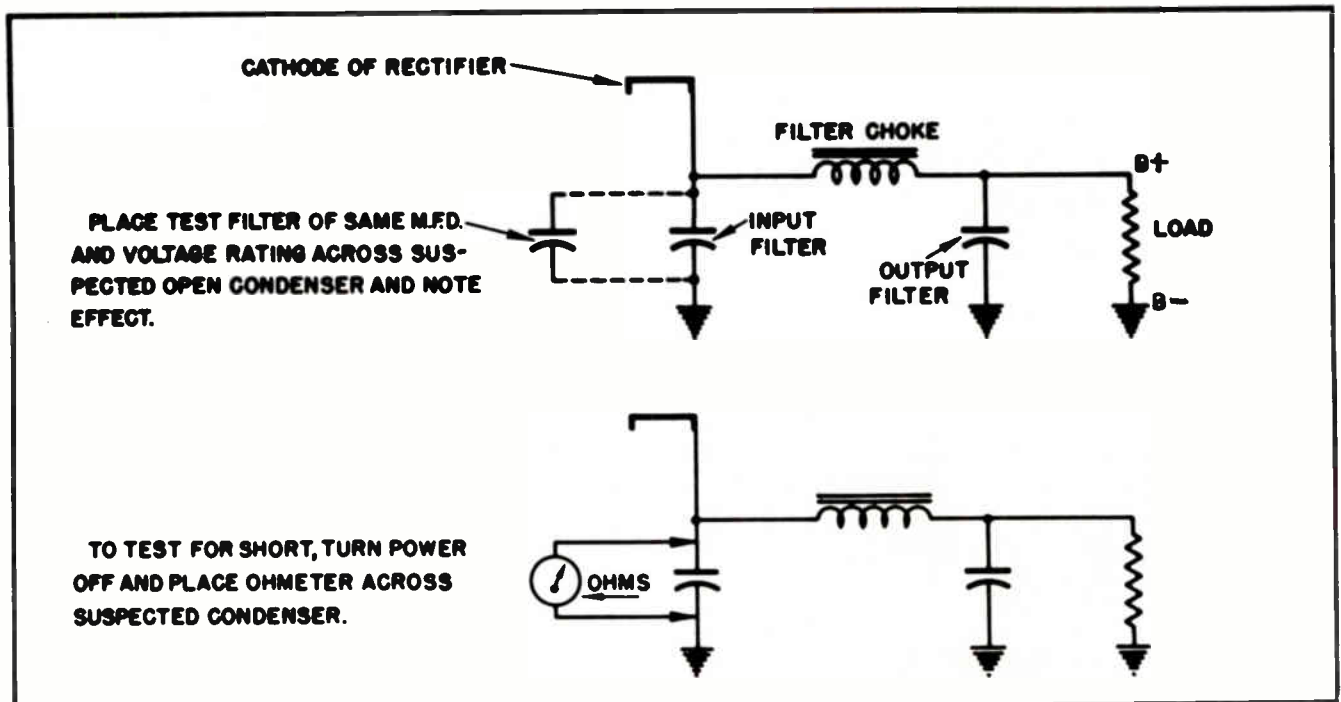 CATHODE OF RECTIFIER
FILTER CHOKE
B+
PLACE TEST FILTER OF SAME M.F.D.
AND VOLTAGE RATING ACROSS SUS-
PECTED OPEN CONDENSER AND NOTE
EFFECT.
INPUT
FILTER
OUTPUT
FILTER
LOAD
B-
TO TEST FOR SHORT, TURN POWER
OFF AND PLACE OHMETER ACROSS
SUSPECTED CONDENSER.
OHMS